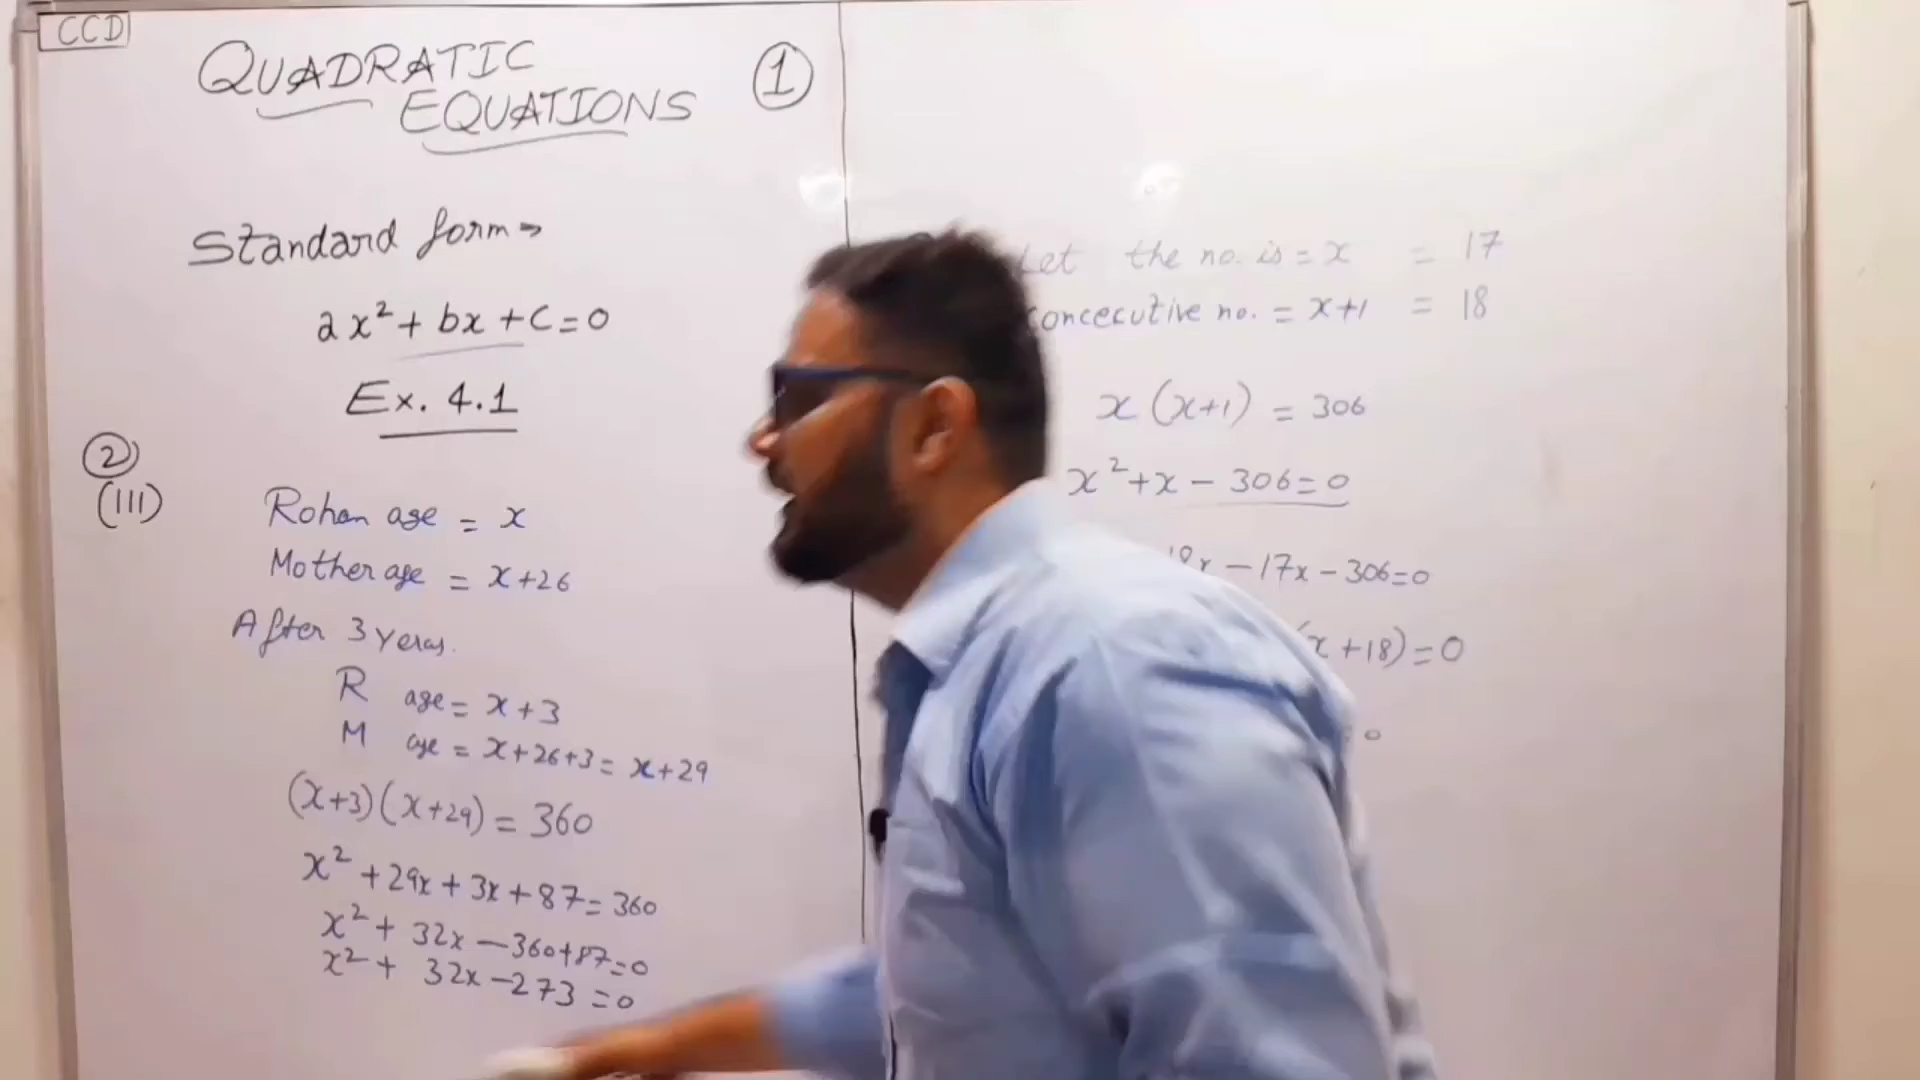 CCD
QUADRATIC
EQUATIONS
1
Standard form→
ax²+bx+c=0
Ex. 4.1
2
(III)
Rohan age = x
Mother age = x+26
After 3 Yeras.
R age = x+3
M age = x+26+3 = x+29
(x+3)(x+29) = 360
x²+29x+3x+87=360
x²+32x-360+87=0
x²+32x-273=0
Let the no. is = x = 17
concecutive no. = x+1 = 18
x(x+1) = 306
x²+x-306=0
-17x-306=0
x+18)=0